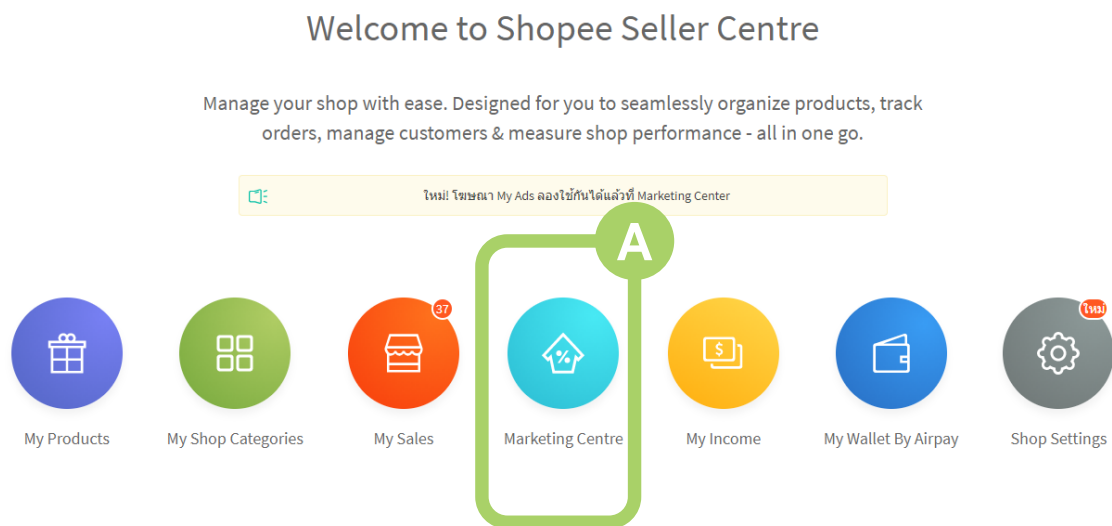 Welcome to Shopee Seller Centre
Manage your shop with ease. Designed for you to seamlessly organize products, track
orders, manage customers & measure shop performance - all in one go.
ใหม่! โฆษณา My Ads ลองใช้กันได้แล้วที่ Marketing Center
A
37
ใหม่
%
$
My Products
My Shop Categories
My Sales
Marketing Centre
My Income
My Wallet By Airpay
Shop Settings